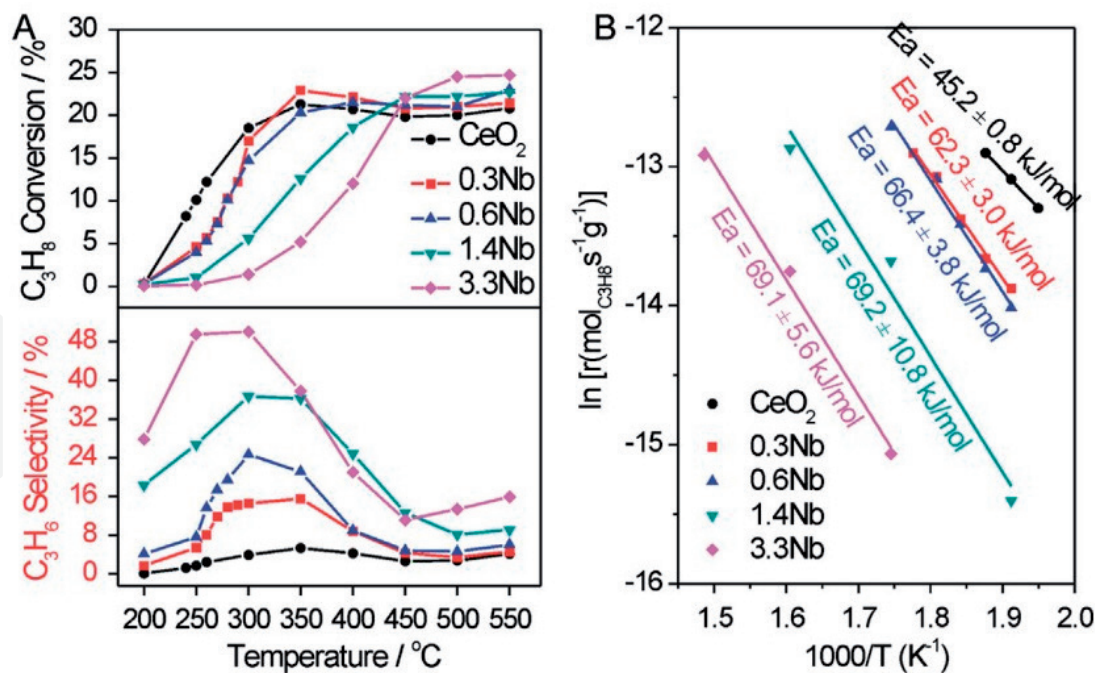 A
C₃H₈ Conversion / %
30
25
20
15
10
5
0
CeO₂
0.3Nb
0.6Nb
1.4Nb
3.3Nb
C₃H₆ Selectivity / %
48
40
32
24
16
8
0
200 250 300 350 400 450 500 550
Temperature / °C
B
ln [r(mol_C3H8 s⁻¹g⁻¹)]
-12
-13
-14
-15
-16
Ea = 45.2 ± 0.8 kJ/mol
Ea = 62.3 ± 3.0 kJ/mol
Ea = 66.4 ± 3.8 kJ/mol
Ea = 69.2 ± 10.8 kJ/mol
Ea = 69.1 ± 5.6 kJ/mol
CeO₂
0.3Nb
0.6Nb
1.4Nb
3.3Nb
1.5 1.6 1.7 1.8 1.9 2.0
1000/T (K⁻¹)